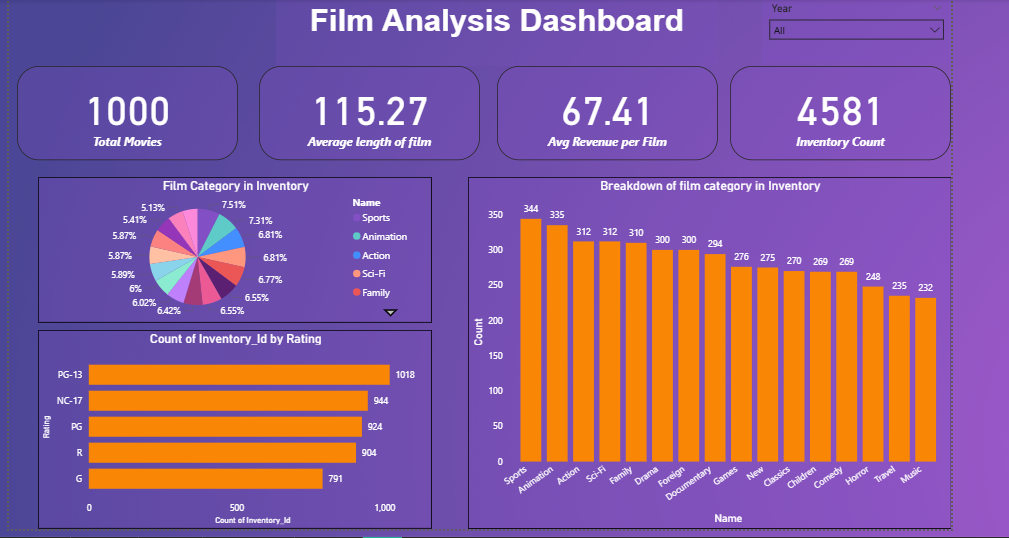 Film Analysis Dashboard
Year
All
1000
Total Movies
115.27
Average length of film
67.41
Avg Revenue per Film
4581
Inventory Count
Film Category in Inventory
7.51%
7.31%
6.81%
6.81%
6.77%
6.55%
6.55%
6.42%
6.02%
6%
5.89%
5.87%
5.87%
5.41%
5.13%
Name
Sports
Animation
Action
Sci-Fi
Family
Count of Inventory_Id by Rating
Rating
PG-13 1018
NC-17 944
PG 924
R 904
G 791
0 500 1,000
Count of Inventory_Id
Breakdown of film category in Inventory
Count
350
300
250
200
150
100
50
0
344 335 312 312 310 300 300 294 276 275 270 269 269 248 235 232
Sports Animation Action Sci-Fi Family Drama Foreign Documentary Games New Classics Children Comedy Horror Travel Music
Name